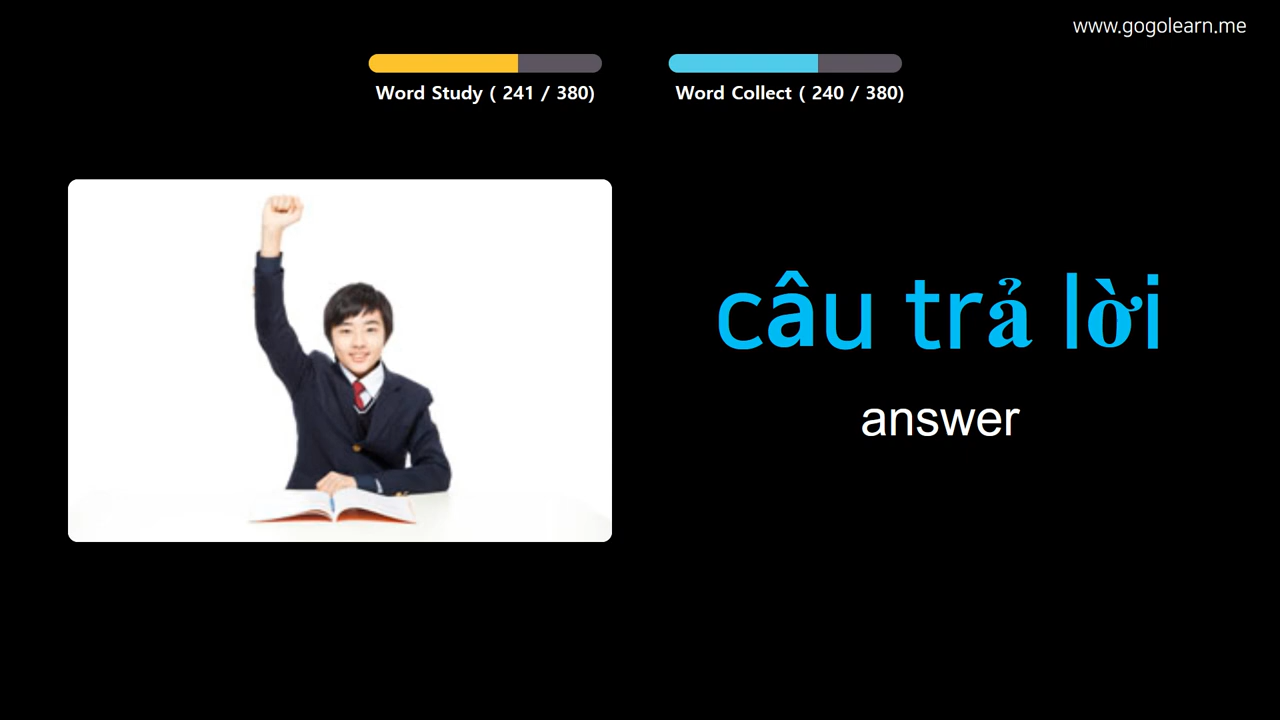 www.gogolearn.me
Word Study ( 241 / 380)
Word Collect ( 240 / 380)
câu trả lời
answer